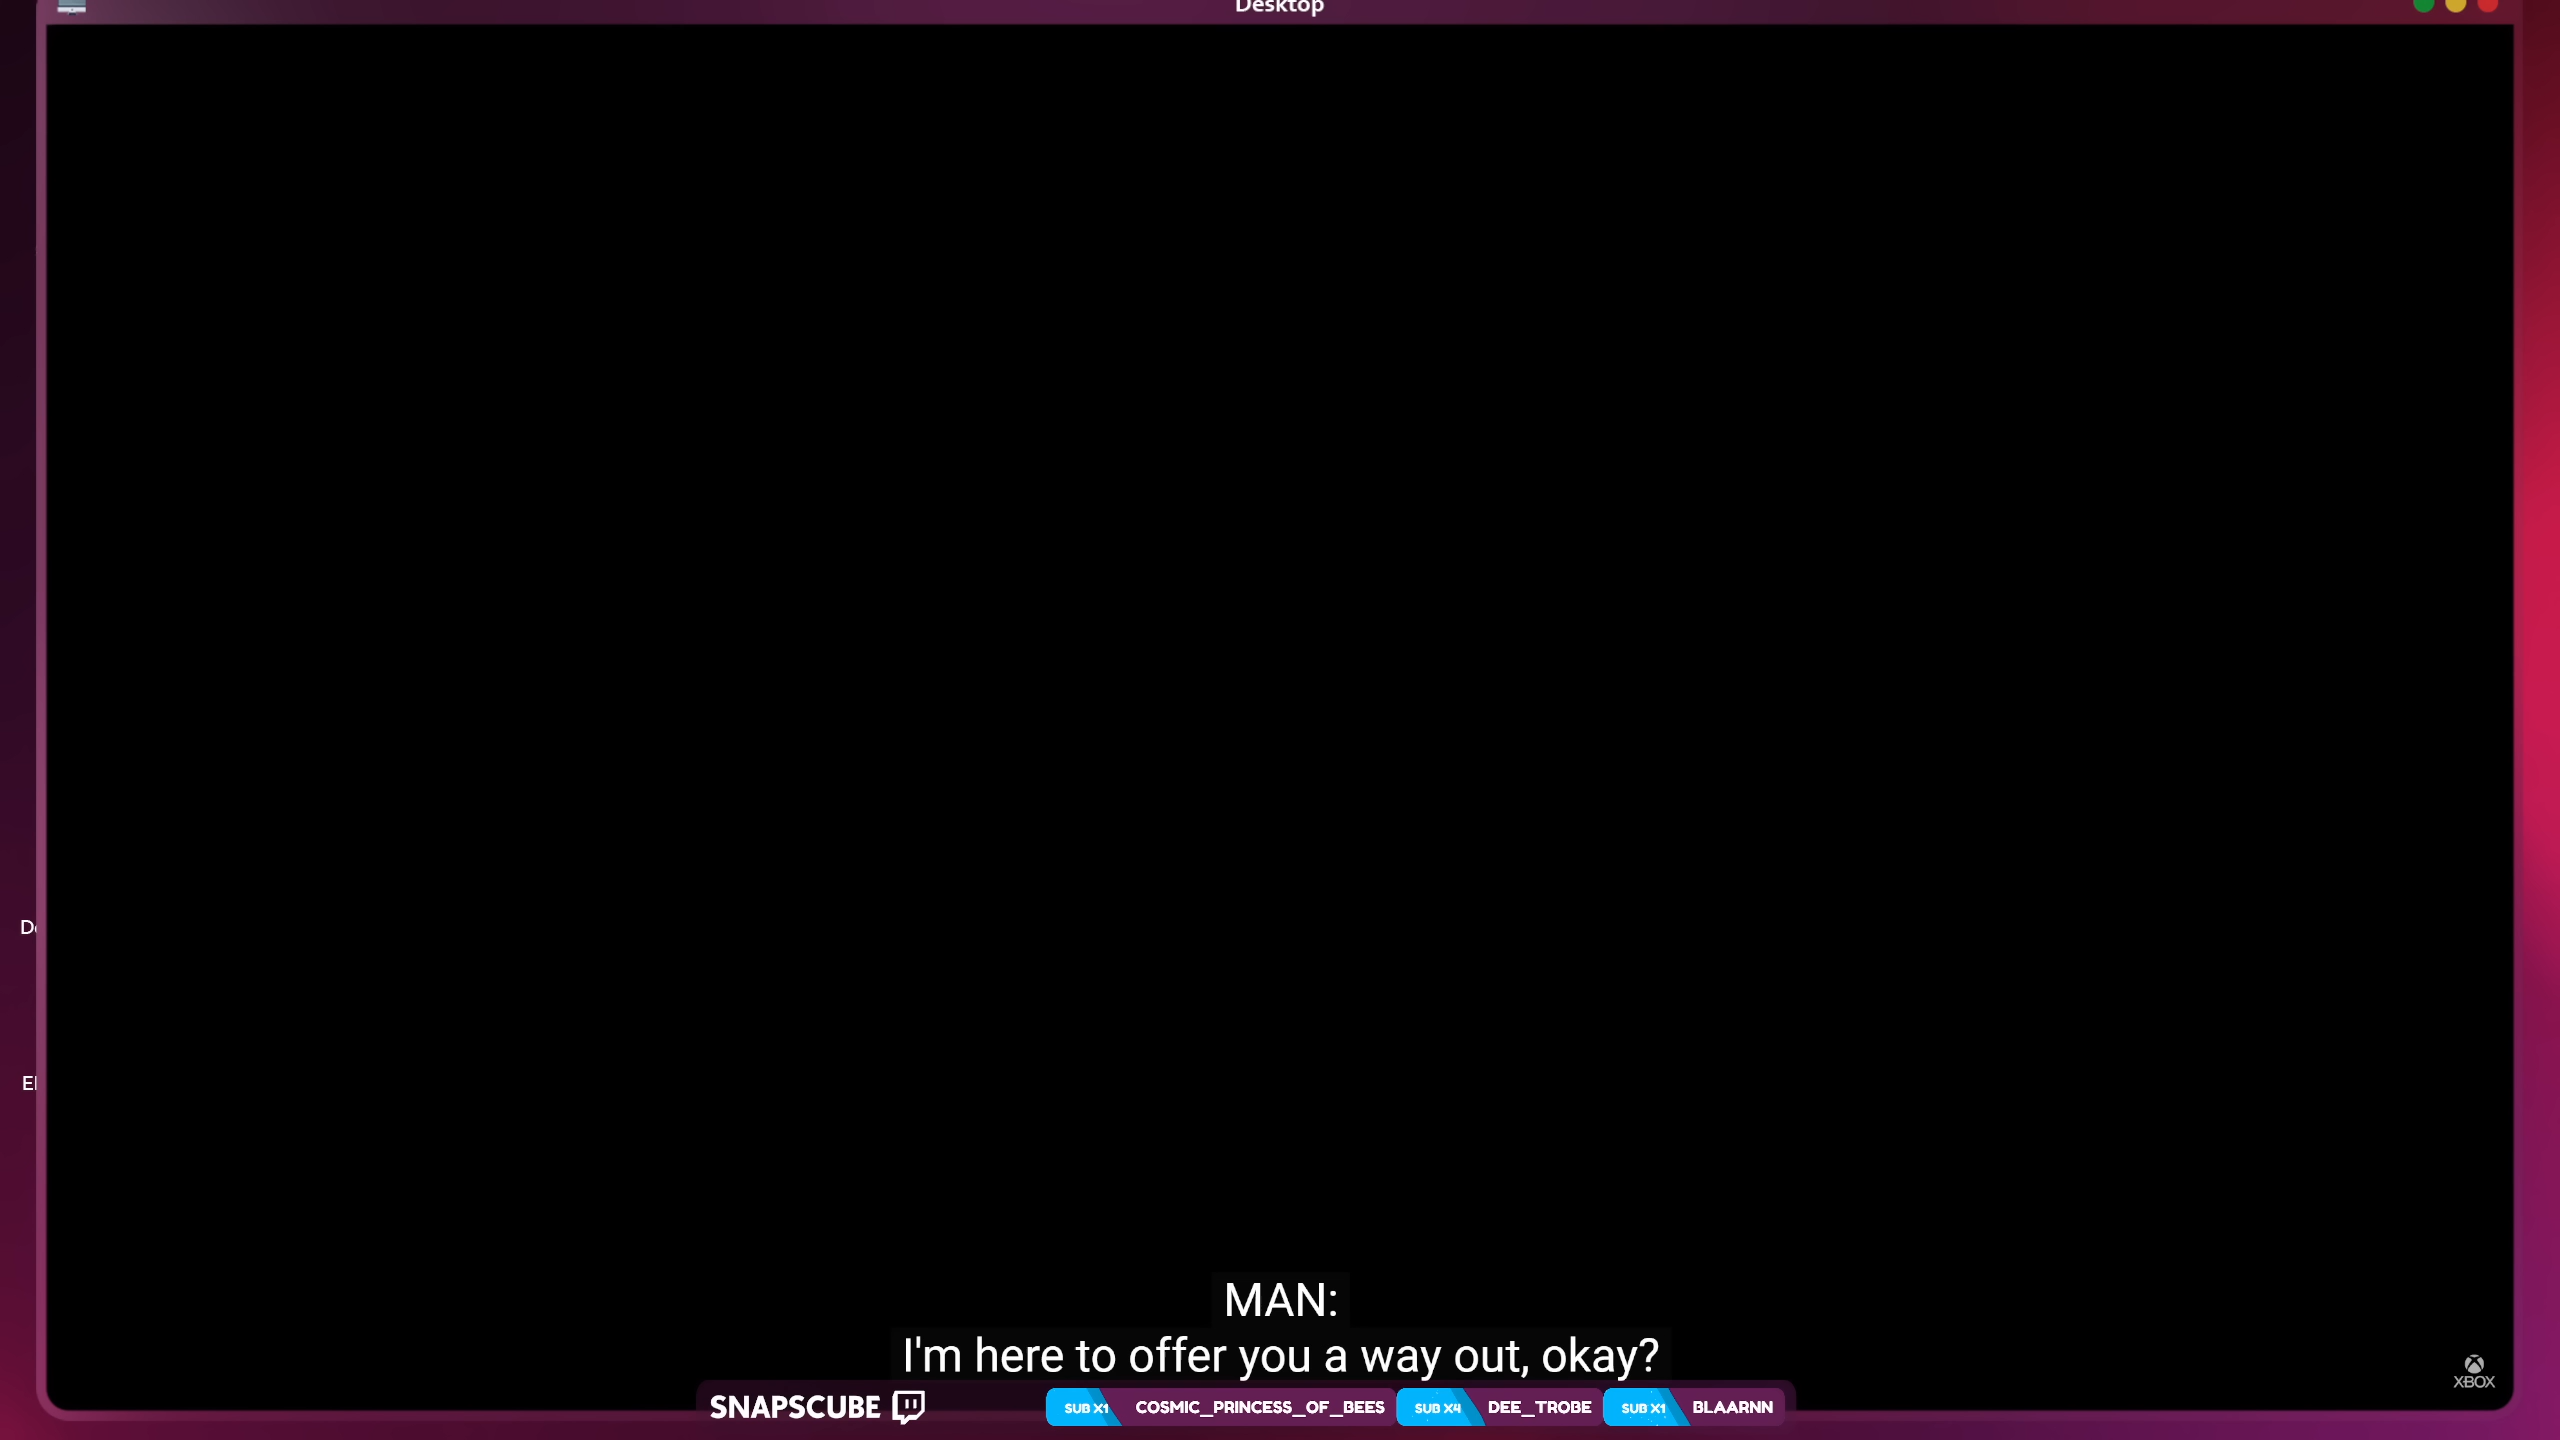 Desktop
MAN:
I'm here to offer you a way out, okay?
XBOX
SNAPSCUBE
SUB X1 COSMIC_PRINCESS_OF_BEES SUB X4 DEE_TROBE SUB X1 BLAARNN